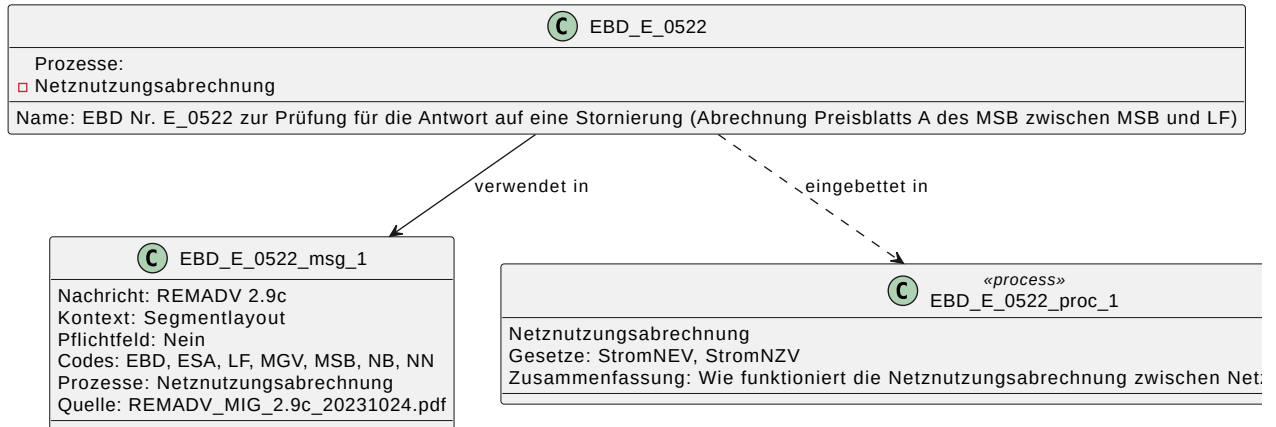 C EBD_E_0522
Prozesse:
Netznutzungsabrechnung
Name: EBD Nr. E_0522 zur Prüfung für die Antwort auf eine Stornierung (Abrechnung Preisblatts A des MSB zwischen MSB und LF)
verwendet in
eingebettet in
C EBD_E_0522_msg_1
Nachricht: REMADV 2.9c
Kontext: Segmentlayout
Pflichtfeld: Nein
Codes: EBD, ESA, LF, MGV, MSB, NB, NN
Prozesse: Netznutzungsabrechnung
Quelle: REMADV_MIG_2.9c_20231024.pdf
C «process»
EBD_E_0522_proc_1
Netznutzungsabrechnung
Gesetze: StromNEV, StromNZV
Zusammenfassung: Wie funktioniert die Netznutzungsabrechnung zwischen Netz